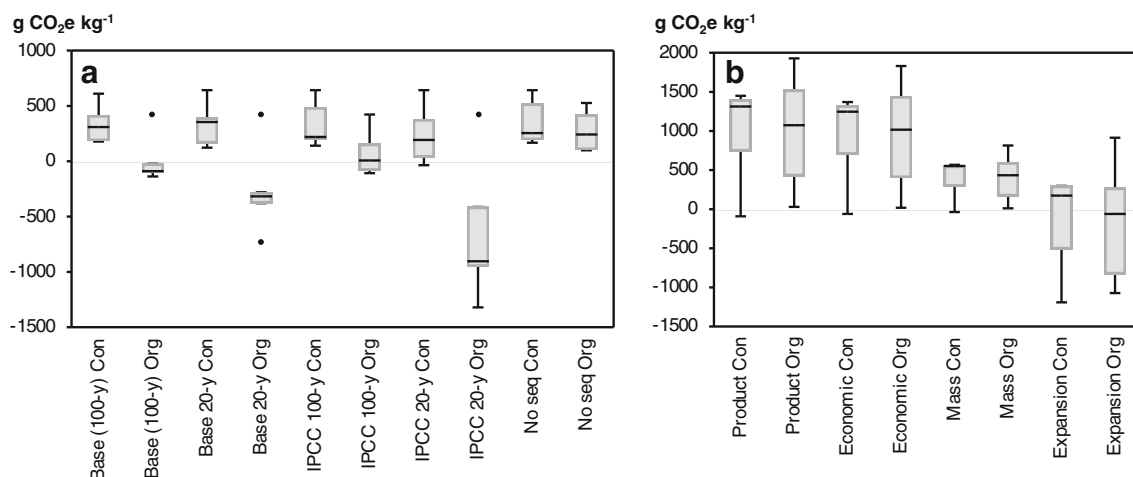 g CO₂e kg⁻¹
a
1000
500
0
-500
-1000
-1500
Base (100-y) Con
Base (100-y) Org
Base 20-y Con
Base 20-y Org
IPCC 100-y Con
IPCC 100-y Org
IPCC 20-y Con
IPCC 20-y Org
No seq Con
No seq Org
g CO₂e kg⁻¹
b
2000
1500
1000
500
0
-500
-1000
-1500
Product Con
Product Org
Economic Con
Economic Org
Mass Con
Mass Org
Expansion Con
Expansion Org